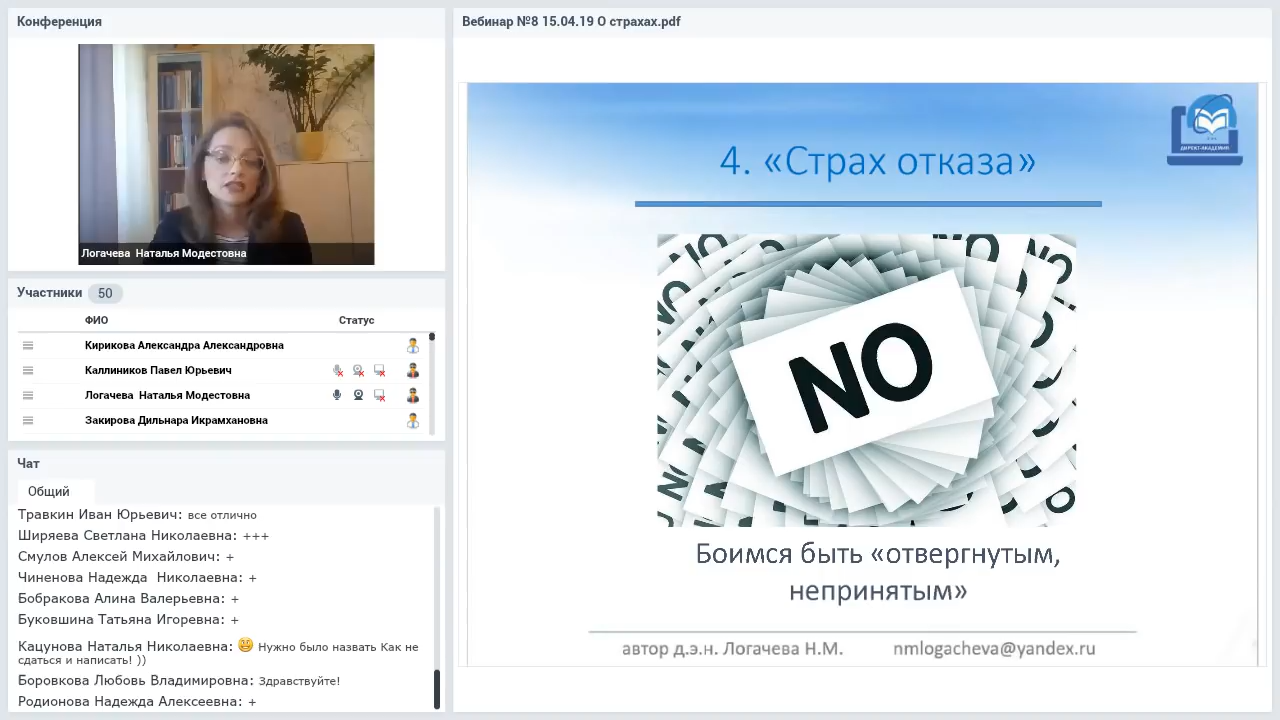 Конференция
Логачева  Наталья Модестовна
Участники 50
ФИО Статус
Кирикова Александра Александровна
Каллиников Павел Юрьевич
Логачева  Наталья Модестовна
Закирова Дильнара Икрамхановна
Чат
Общий
Травкин Иван Юрьевич: все отлично
Ширяева Светлана Николаевна: +++
Смулов Алексей Михайлович: +
Чиненова Надежда  Николаевна: +
Бобракова Алина Валерьевна: +
Буковшина Татьяна Игоревна: +
Кацунова Наталья Николаевна: Нужно было назвать Как не
сдаться и написать! ))
Боровкова Любовь Владимировна: Здравствуйте!
Родионова Надежда Алексеевна: +
Вебинар №8 15.04.19 О страхах.pdf
ДИРЕКТ-АКАДЕМИЯ
4. «Страх отказа»
NO
Боимся быть «отвергнутым,
непринятым»
автор д.э.н. Логачева Н.М. nmlogacheva@yandex.ru